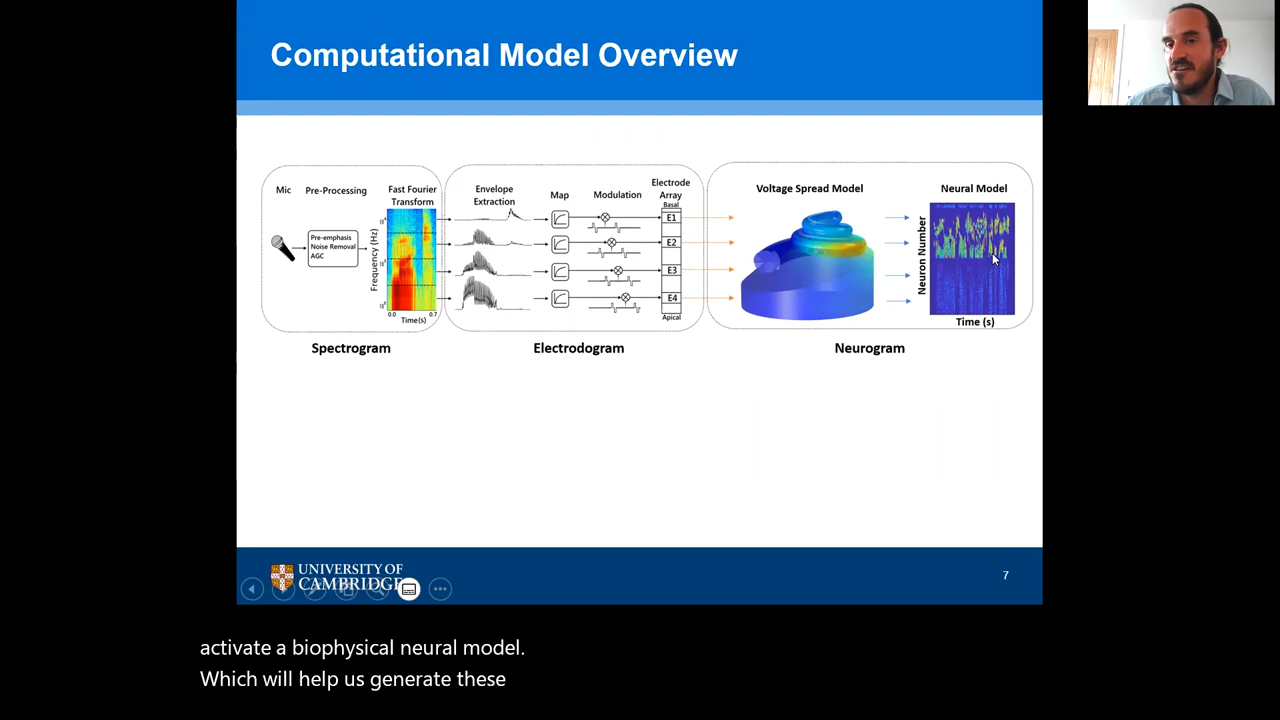 Computational Model Overview
Mic
Pre-Processing
Fast Fourier
Transform
Pre-emphasis
Noise Removal
AGC
Frequency (Hz)
0.0
0.7
Time(s)
Spectrogram
Envelope
Extraction
Map
Modulation
Electrode
Array
Basal
E1
E2
E3
E4
Apical
Electrodogram
Voltage Spread Model
Neural Model
Neuron Number
Time (s)
Neurogram
UNIVERSITY OF
CAMBRIDGE
7
activate a biophysical neural model.
Which will help us generate these